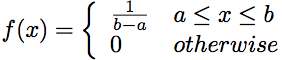 f(x) = { 1/(b−a) a ≤ x ≤ b
0 otherwise